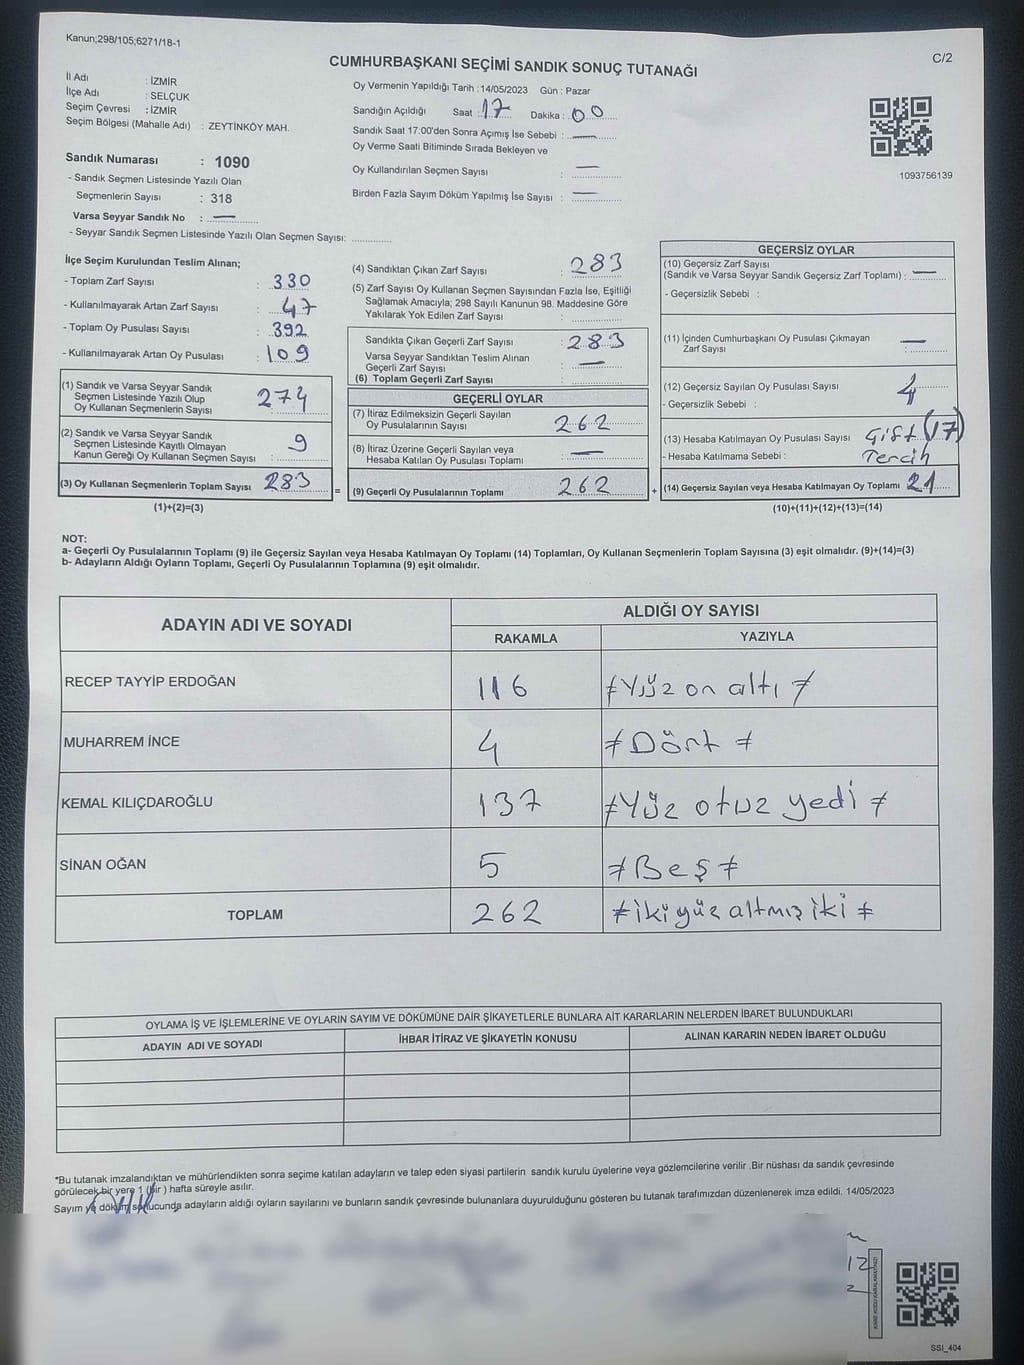 Kanun;298/105;6271/18-1
C/2
CUMHURBAŞKANI SEÇİMİ SANDIK SONUÇ TUTANAĞI
İl Adı : İZMİR
İlçe Adı : SELÇUK
Seçim Çevresi : İZMİR
Seçim Bölgesi (Mahalle Adı) : ZEYTİNKÖY MAH.
Sandık Numarası : 1090
- Sandık Seçmen Listesinde Yazılı Olan
Seçmenlerin Sayısı : 318
Varsa Seyyar Sandık No : —
- Seyyar Sandık Seçmen Listesinde Yazılı Olan Seçmen Sayısı:
Oy Vermenin Yapıldığı Tarih :14/05/2023 Gün : Pazar
Sandığın Açıldığı Saat : 17 Dakika : 00
Sandık Saat 17:00'den Sonra Açımış İse Sebebi : —
Oy Verme Saati Bitiminde Sırada Bekleyen ve
Oy Kullandırılan Seçmen Sayısı : —
Birden Fazla Sayım Döküm Yapılmış İse Sayısı : —
1093756139
İlçe Seçim Kurulundan Teslim Alınan;
- Toplam Zarf Sayısı : 330
- Kullanılmayarak Artan Zarf Sayısı : 47
- Toplam Oy Pusulası Sayısı : 392
- Kullanılmayarak Artan Oy Pusulası : 109
(1) Sandık ve Varsa Seyyar Sandık
Seçmen Listesinde Yazılı Olup
Oy Kullanan Seçmenlerin Sayısı : 274
(2) Sandık ve Varsa Seyyar Sandık
Seçmen Listesinde Kayıtlı Olmayan
Kanun Gereği Oy Kullanan Seçmen Sayısı : 9
(3) Oy Kullanan Seçmenlerin Toplam Sayısı 283
(1)+(2)=(3)
(4) Sandıktan Çıkan Zarf Sayısı : 283
(5) Zarf Sayısı Oy Kullanan Seçmen Sayısından Fazla İse, Eşitliği
Sağlamak Amacıyla; 298 Sayılı Kanunun 98. Maddesine Göre
Yakılarak Yok Edilen Zarf Sayısı :
Sandıkta Çıkan Geçerli Zarf Sayısı : 283
Varsa Seyyar Sandıktan Teslim Alınan
Geçerli Zarf Sayısı : —
(6) Toplam Geçerli Zarf Sayısı :
GEÇERLİ OYLAR
(7) İtiraz Edilmeksizin Geçerli Sayılan
Oy Pusulalarının Sayısı : 262
(8) İtiraz Üzerine Geçerli Sayılan veya
Hesaba Katılan Oy Pusulası Toplamı : —
= (9) Geçerli Oy Pusulalarının Toplamı 262 +
GEÇERSİZ OYLAR
(10) Geçersiz Zarf Sayısı
(Sandık ve Varsa Seyyar Sandık Geçersiz Zarf Toplamı) : —
- Geçersizlik Sebebi :
(11) İçinden Cumhurbaşkanı Oy Pusulası Çıkmayan
Zarf Sayısı : —
(12) Geçersiz Sayılan Oy Pusulası Sayısı : 4
- Geçersizlik Sebebi :
(13) Hesaba Katılmayan Oy Pusulası Sayısı Çift (17)
- Hesaba Katılmama Sebebi : Tercih
(14) Geçersiz Sayılan veya Hesaba Katılmayan Oy Toplamı 21
(10)+(11)+(12)+(13)=(14)
NOT:
a- Geçerli Oy Pusulalarının Toplamı (9) ile Geçersiz Sayılan veya Hesaba Katılmayan Oy Toplamı (14) Toplamları, Oy Kullanan Seçmenlerin Toplam Sayısına (3) eşit olmalıdır. (9)+(14)=(3)
b- Adayların Aldığı Oyların Toplamı, Geçerli Oy Pusulalarının Toplamına (9) eşit olmalıdır.
ADAYIN ADI VE SOYADI
ALDIĞI OY SAYISI
RAKAMLA YAZIYLA
RECEP TAYYİP ERDOĞAN 116 ≠ Yüz on altı ≠
MUHARREM İNCE 4 ≠ Dört ≠
KEMAL KILIÇDAROĞLU 137 ≠ Yüz otuz yedi ≠
SİNAN OĞAN 5 ≠ Beş ≠
TOPLAM 262 ≠ iki yüz altmış iki ≠
OYLAMA İŞ VE İŞLEMLERİNE VE OYLARIN SAYIM VE DÖKÜMÜNE DAİR ŞİKAYETLERLE BUNLARA AİT KARARLARIN NELERDEN İBARET BULUNDUKLARI
ADAYIN ADI VE SOYADI İHBAR İTİRAZ VE ŞİKAYETİN KONUSU ALINAN KARARIN NEDEN İBARET OLDUĞU
*Bu tutanak imzalandıktan ve mühürlendikten sonra seçime katılan adayların ve talep eden siyasi partilerin sandık kurulu üyelerine veya gözlemcilerine verilir .Bir nüshası da sandık çevresinde
görülecek bir yere 1 (bir ) hafta süreyle asılır.
Sayım ve döküm sonucunda adayların aldığı oyların sayılarını ve bunların sandık çevresinde bulunanlara duyurulduğunu gösteren bu tutanak tarafımızdan düzenlenerek imza edildi. 14/05/2023
12
2
SSI_404